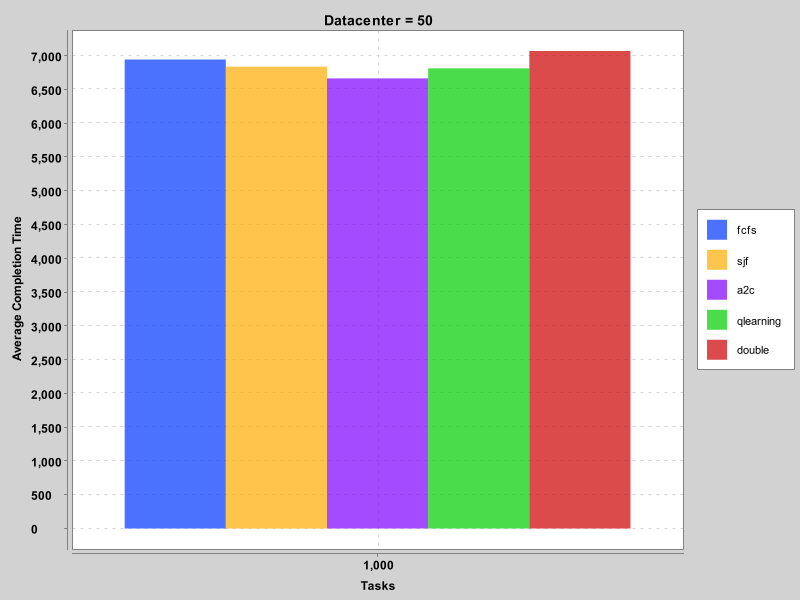 Datacenter = 50
Average Completion Time
7,000
6,500
6,000
5,500
5,000
4,500
4,000
3,500
3,000
2,500
2,000
1,500
1,000
500
0
1,000
Tasks
fcfs
sjf
a2c
qlearning
double